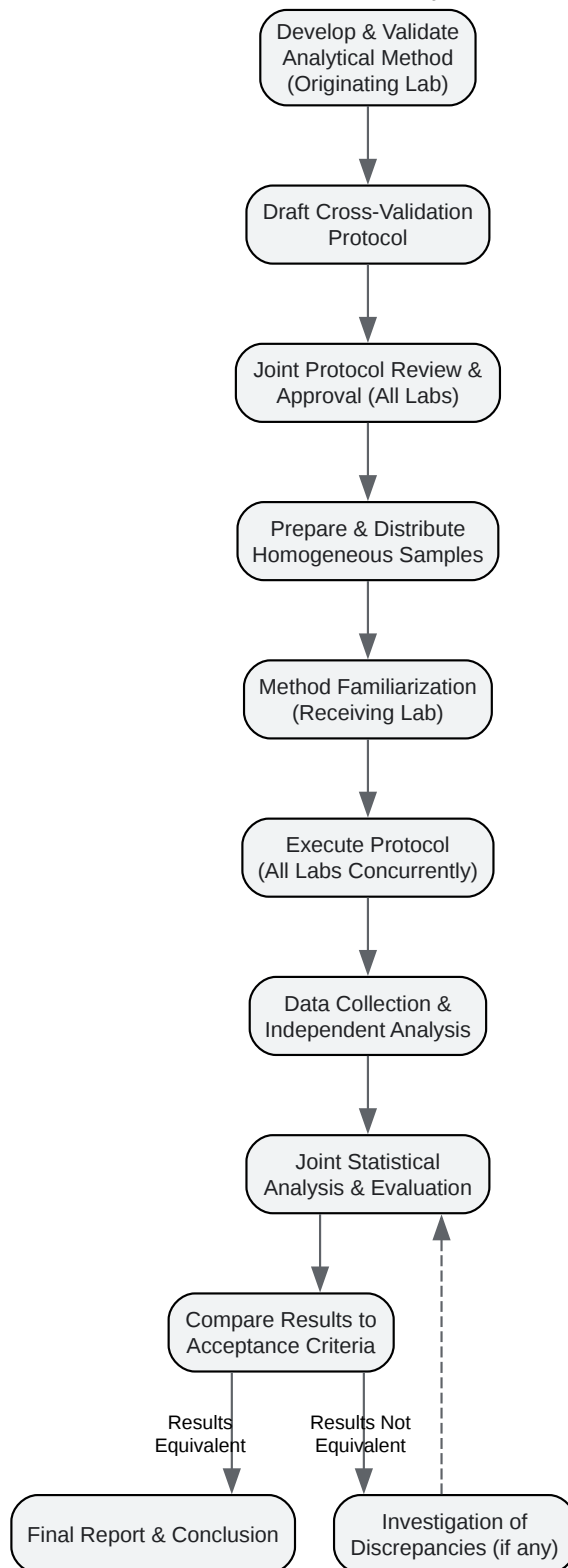 Develop & Validate
Analytical Method
(Originating Lab)
Draft Cross-Validation
Protocol
Joint Protocol Review &
Approval (All Labs)
Prepare & Distribute
Homogeneous Samples
Method Familiarization
(Receiving Lab)
Execute Protocol
(All Labs Concurrently)
Data Collection &
Independent Analysis
Joint Statistical
Analysis & Evaluation
Compare Results to
Acceptance Criteria
Results
Equivalent
Results Not
Equivalent
Final Report & Conclusion
Investigation of
Discrepancies (if any)